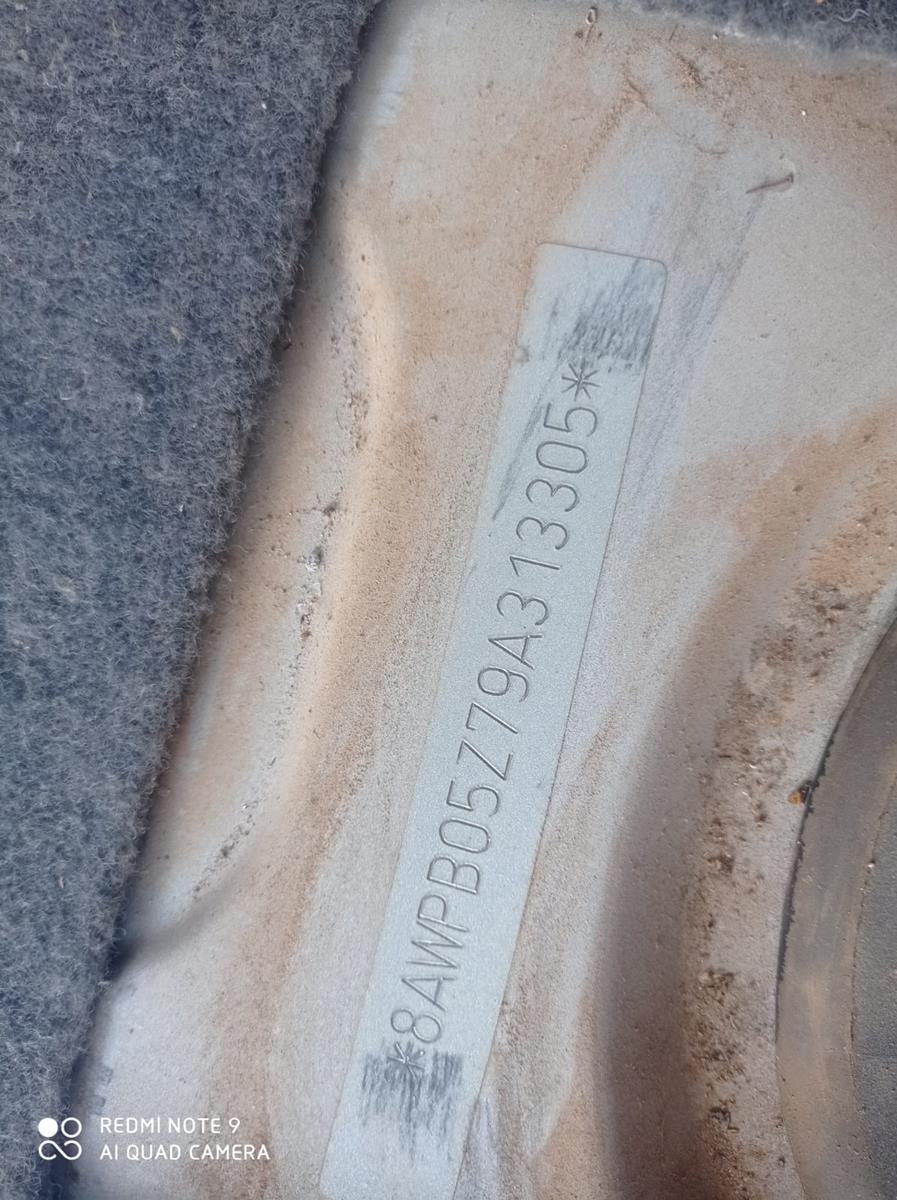 *8AWPB05Z79A313305*
REDMI NOTE 9
AI QUAD CAMERA